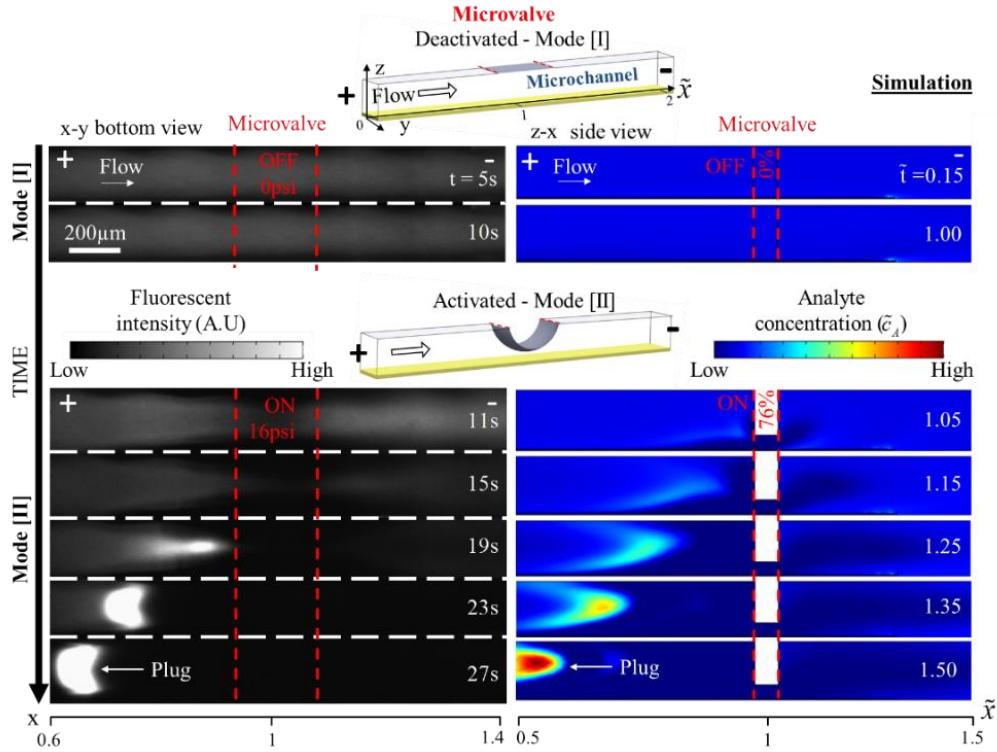 Microvalve
Deactivated - Mode [I]
z
+
Flow
Microchannel
-
x̃
0
y
1
2
Simulation
x-y bottom view
Microvalve
z-x side view
Microvalve
Mode [I]
+
Flow
OFF
0psi
-
t = 5s
200µm
10s
+
Flow
OFF
0%
-
t̃ =0.15
1.00
TIME
Fluorescent
intensity (A.U)
Low
High
Activated - Mode [II]
+
-
Analyte
concentration (c̃_A)
Low
High
Mode [II]
+
ON
16psi
-
11s
15s
19s
23s
Plug
27s
ON
76%
1.05
1.15
1.25
1.35
Plug
1.50
x
0.6
1
1.4
0.5
1
1.5
x̃